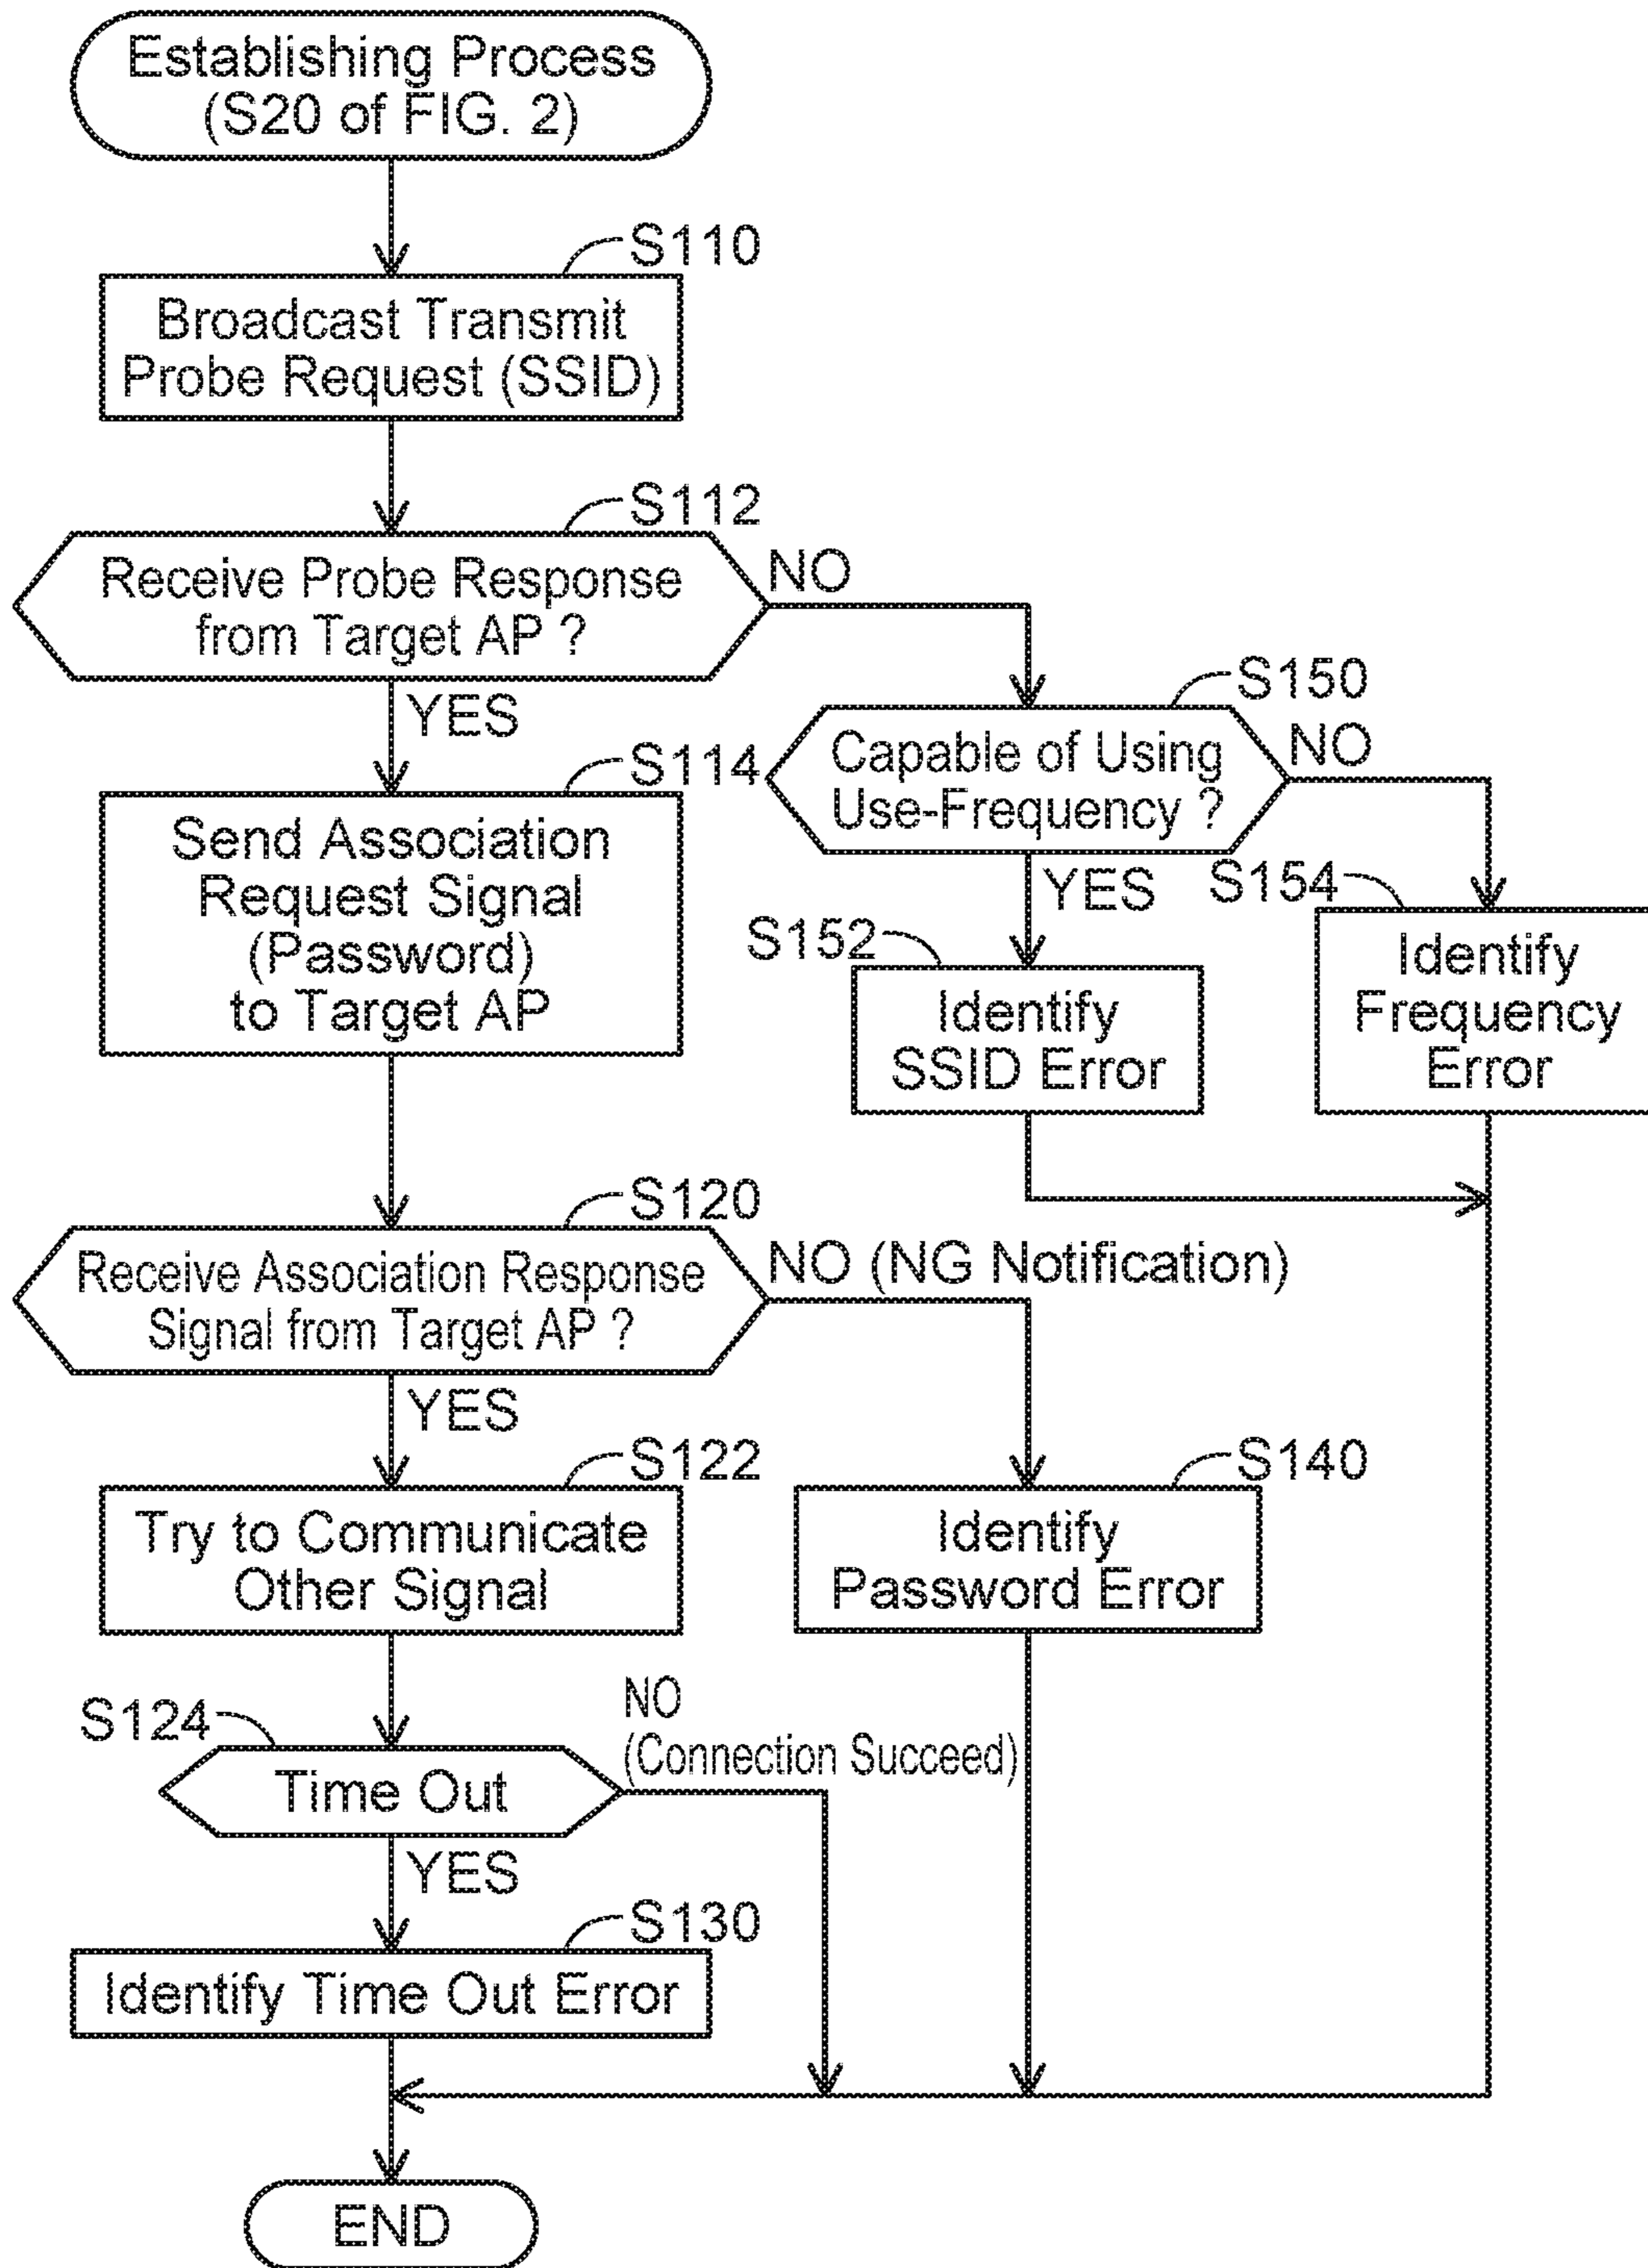 Establishing Process
(S20 of FIG. 2)
S110
Broadcast Transmit
Probe Request (SSID)
S112
Receive Probe Response
from Target AP ?
NO
YES
S150
Capable of Using
Use-Frequency ?
NO
YES
S114
Send Association
Request Signal
(Password)
to Target AP
S152
Identify
SSID Error
S154
Identify
Frequency
Error
S120
Receive Association Response
Signal from Target AP ?
NO (NG Notification)
YES
S122
Try to Communicate
Other Signal
S140
Identify
Password Error
S124
Time Out
NO
(Connection Succeed)
YES
S130
Identify Time Out Error
END